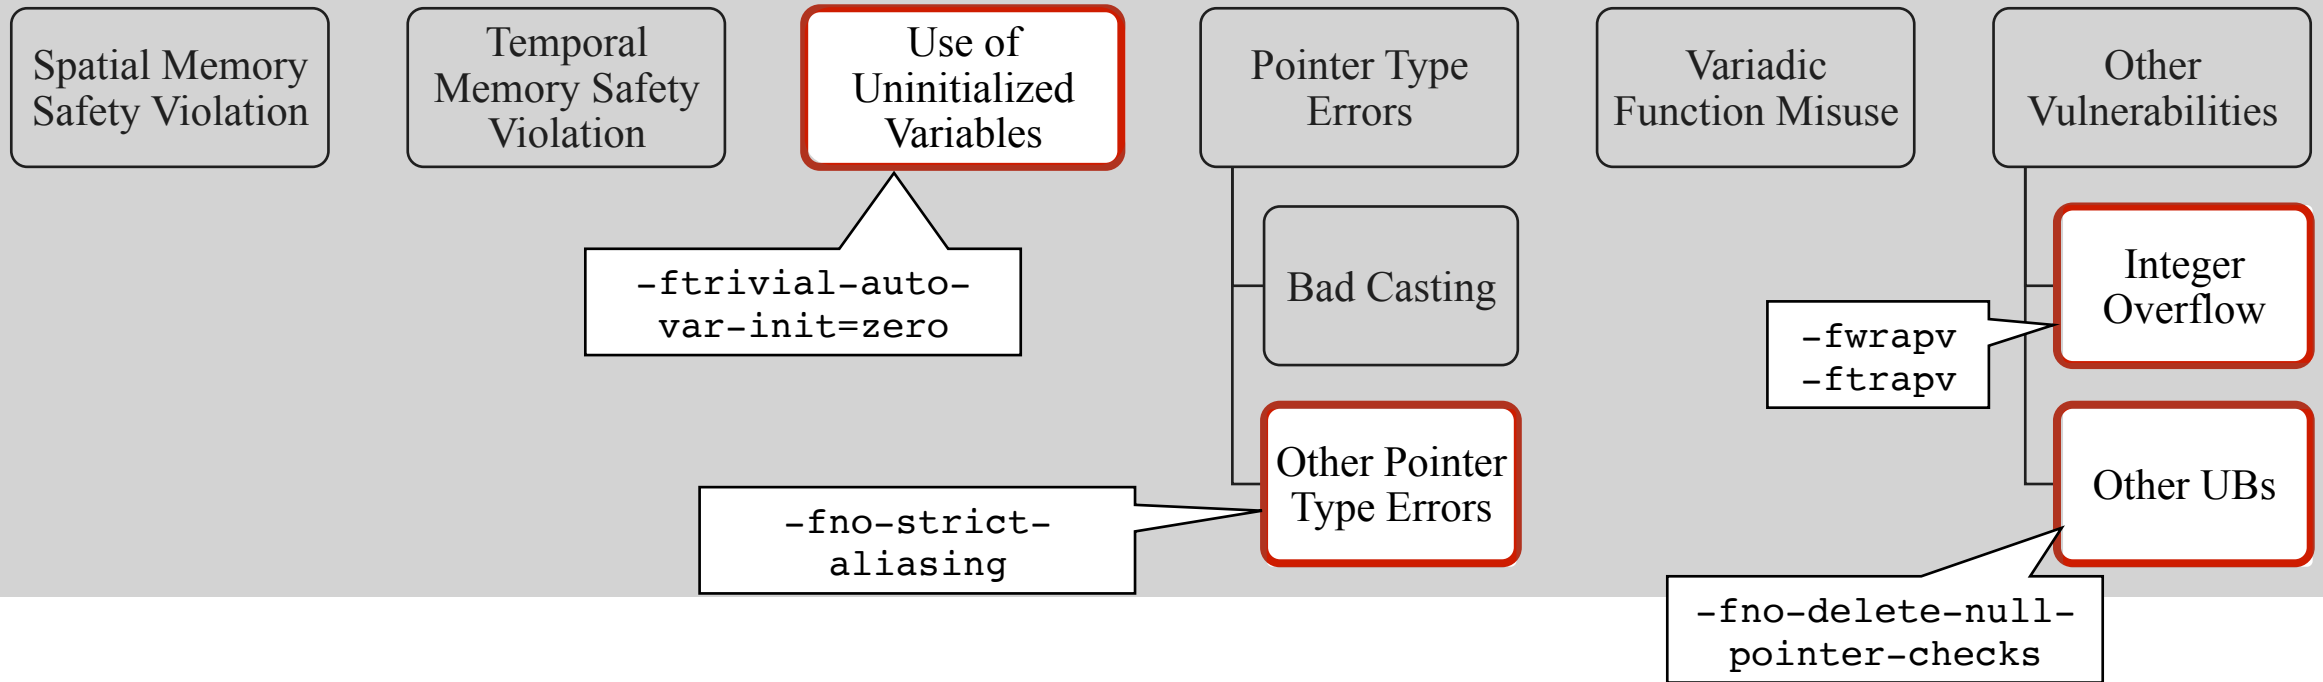 Spatial Memory
Safety Violation
Temporal
Memory Safety
Violation
Use of
Uninitialized
Variables
Pointer Type
Errors
Variadic
Function Misuse
Other
Vulnerabilities
-ftrivial-auto-
var-init=zero
Bad Casting
Integer
Overflow
-fwrapv
-ftrapv
Other Pointer
Type Errors
-fno-strict-
aliasing
Other UBs
-fno-delete-null-
pointer-checks